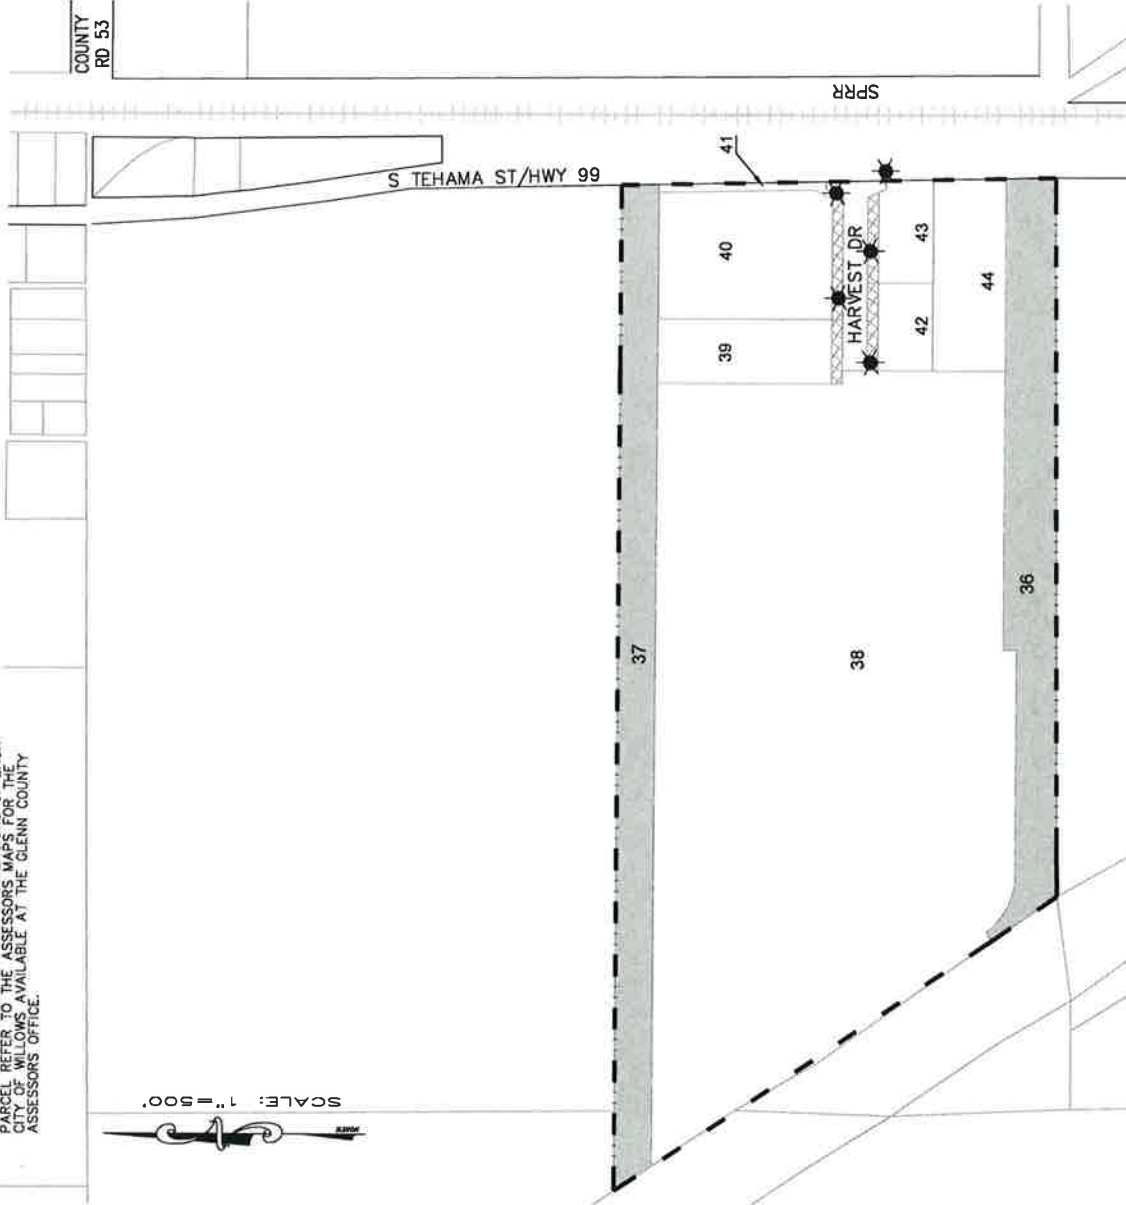 COUNTY
RD 53
SPRR
S TEHAMA ST/HWY 99
41
40
39
HARVEST DR
43
42
44
37
38
36
PARCEL REFER TO THE ASSESSORS MAPS FOR THE
CITY OF WILLOWS AVAILABLE AT THE GLENN COUNTY
ASSESSORS OFFICE.
SCALE: 1"=500'
NORTH